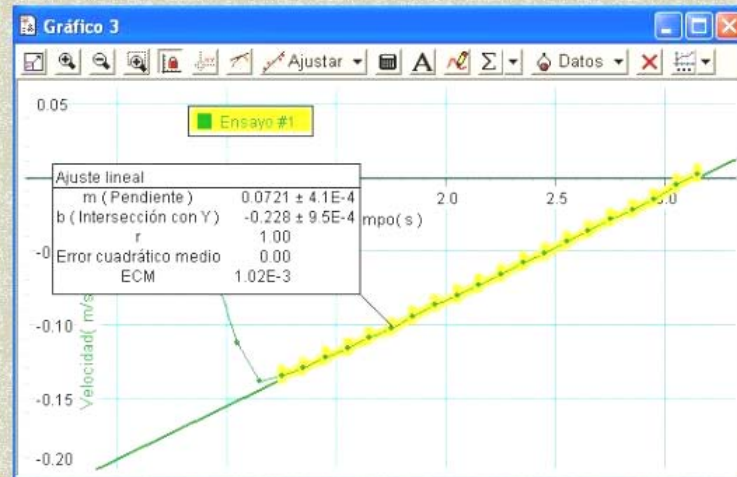 Gráfico 3
Ajustar
A
Σ
Datos
0.05
Ensayo #1
Ajuste lineal
m ( Pendiente ) 0.0721 ± 4.1E-4
b ( Intersección con Y ) -0.228 ± 9.5E-4
r 1.00
Error cuadrático medio 0.00
ECM 1.02E-3
2.0
mpo( s )
-0.10
-0.15
-0.20
Velocidad( m/s